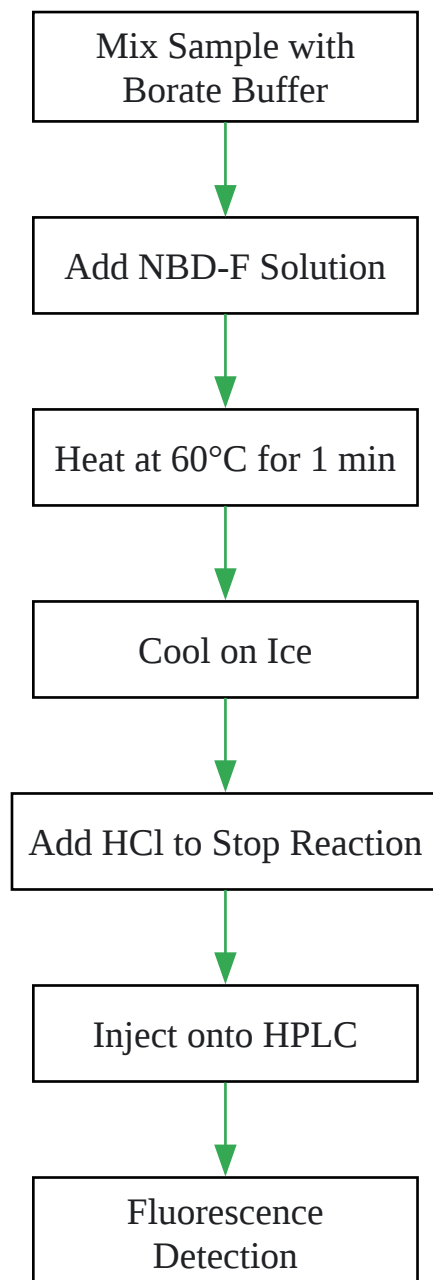 Mix Sample with
Borate Buffer
Add NBD-F Solution
Heat at 60°C for 1 min
Cool on Ice
Add HCl to Stop Reaction
Inject onto HPLC
Fluorescence
Detection